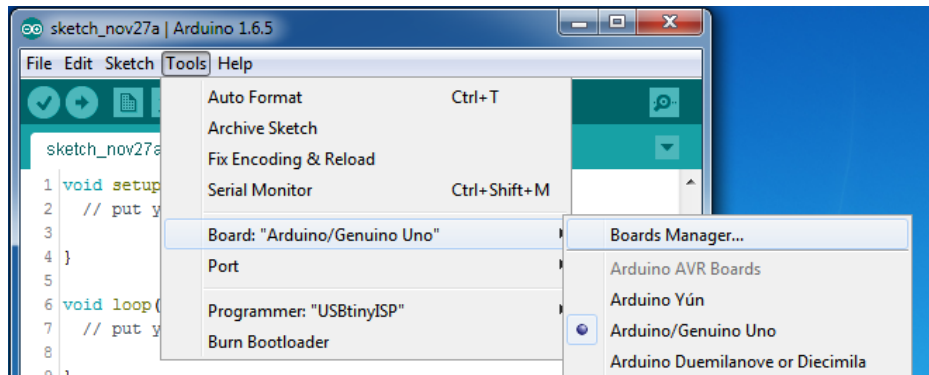 sketch_nov27a | Arduino 1.6.5
File Edit Sketch Tools Help
sketch_nov27a
Auto Format Ctrl+T
Archive Sketch
Fix Encoding & Reload
Serial Monitor Ctrl+Shift+M
Board: "Arduino/Genuino Uno"
Port
Programmer: "USBtinyISP"
Burn Bootloader
Boards Manager...
Arduino AVR Boards
Arduino Yún
Arduino/Genuino Uno
Arduino Duemilanove or Diecimila
1 void setup
2 // put y
3
4 }
5
6 void loop(
7 // put y
8